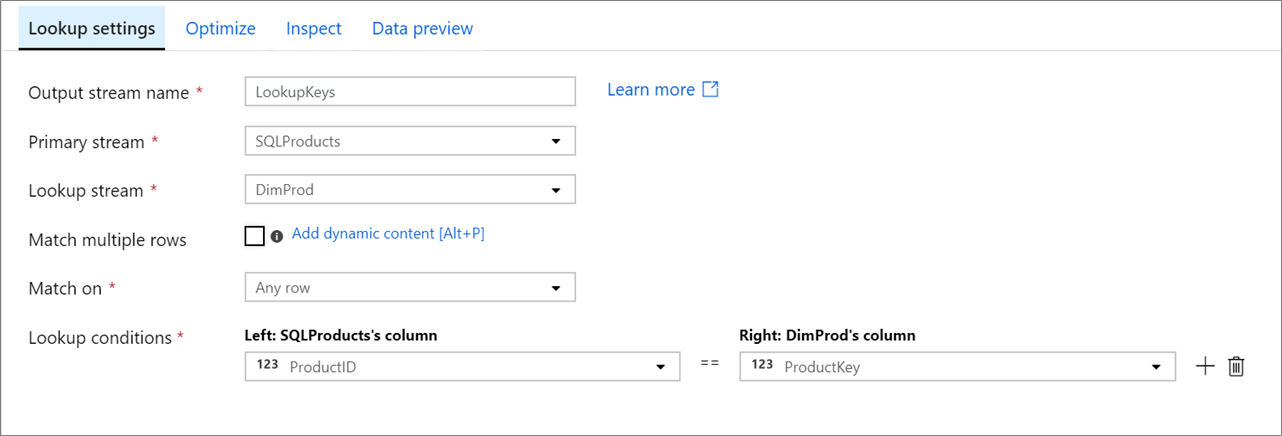 Lookup settings Optimize Inspect Data preview
Output stream name * LookupKeys Learn more
Primary stream * SQLProducts
Lookup stream * DimProd
Match multiple rows Add dynamic content [Alt+P]
Match on * Any row
Lookup conditions * Left: SQLProducts's column Right: DimProd's column
123 ProductID == 123 ProductKey